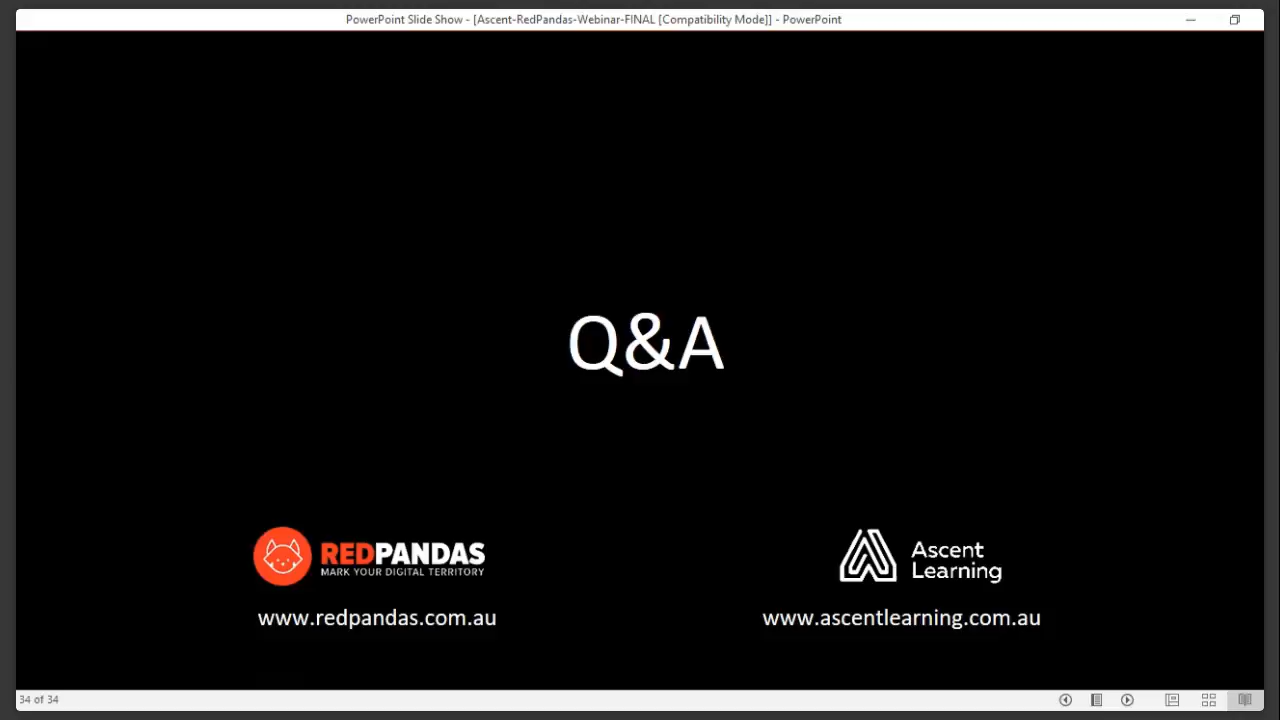 PowerPoint Slide Show - [Ascent-RedPandas-Webinar-FINAL [Compatibility Mode]] - PowerPoint
Q&A
REDPANDAS
MARK YOUR DIGITAL TERRITORY
www.redpandas.com.au
Ascent
Learning
www.ascentlearning.com.au
34 of 34